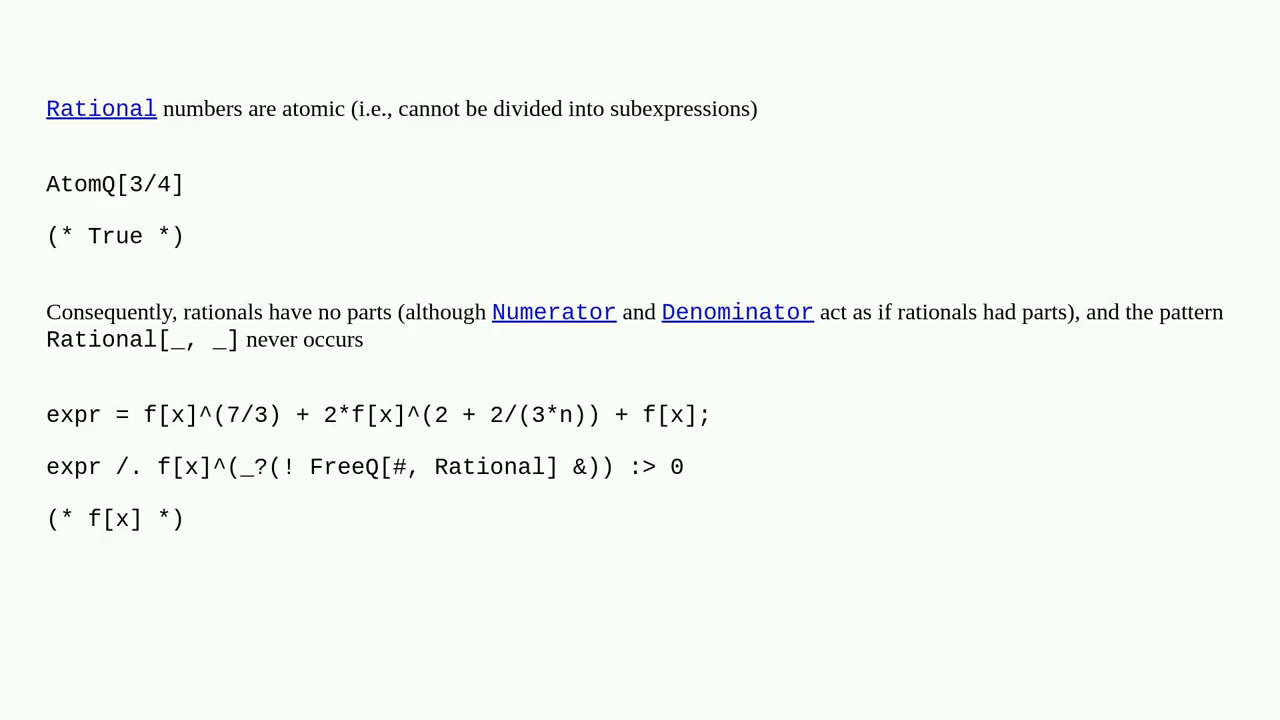 Rational numbers are atomic (i.e., cannot be divided into subexpressions)
AtomQ[3/4]
(* True *)
Consequently, rationals have no parts (although Numerator and Denominator act as if rationals had parts), and the pattern
Rational[_, _] never occurs
expr = f[x]^(7/3) + 2*f[x]^(2 + 2/(3*n)) + f[x];
expr /. f[x]^(_?(! FreeQ[#, Rational] &)) :> 0
(* f[x] *)